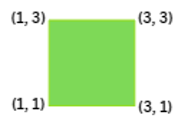 (1, 3) (3, 3)
(1, 1) (3, 1)